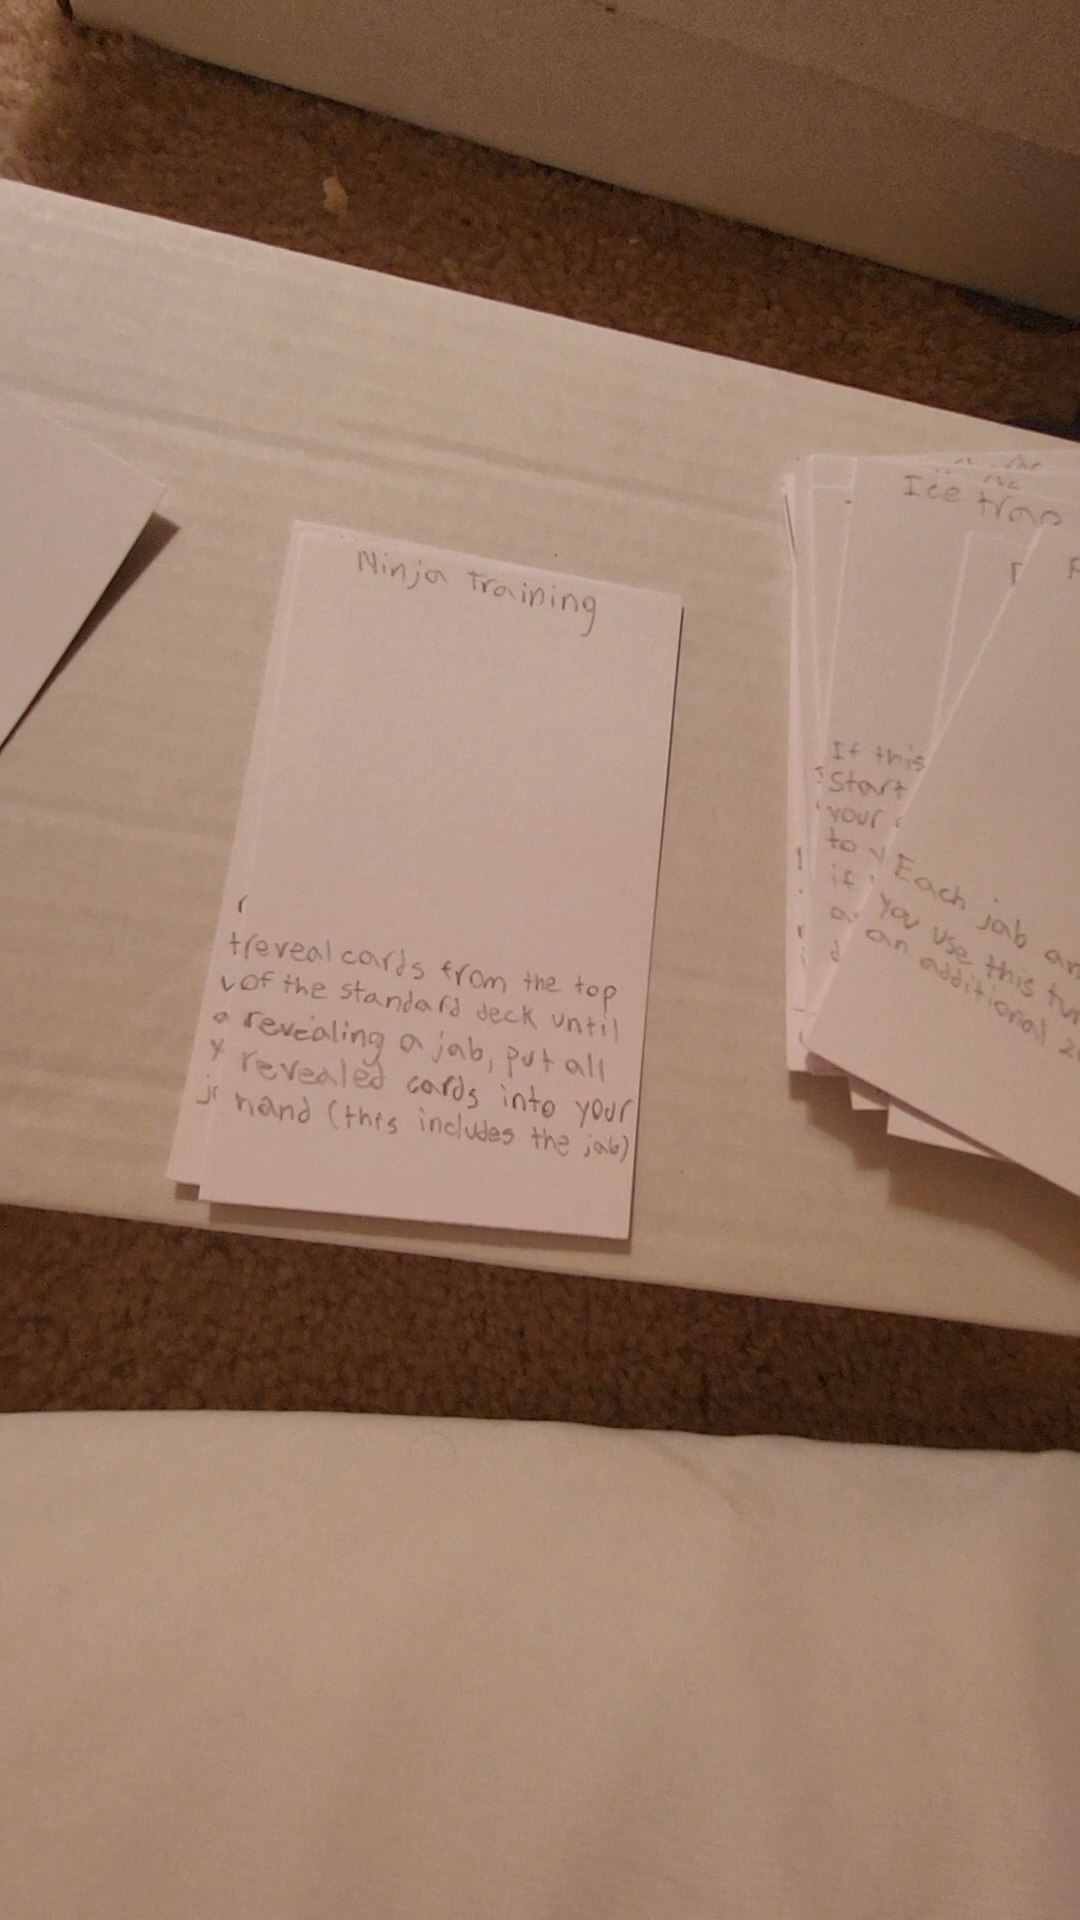 Ninja training
reveal cards from the top
of the standard deck until
revealing a jab, put all
revealed cards into your
hand (this includes the jab)
Ice trap
If this
Start
your
to
if
Each jab
you use this
an additional